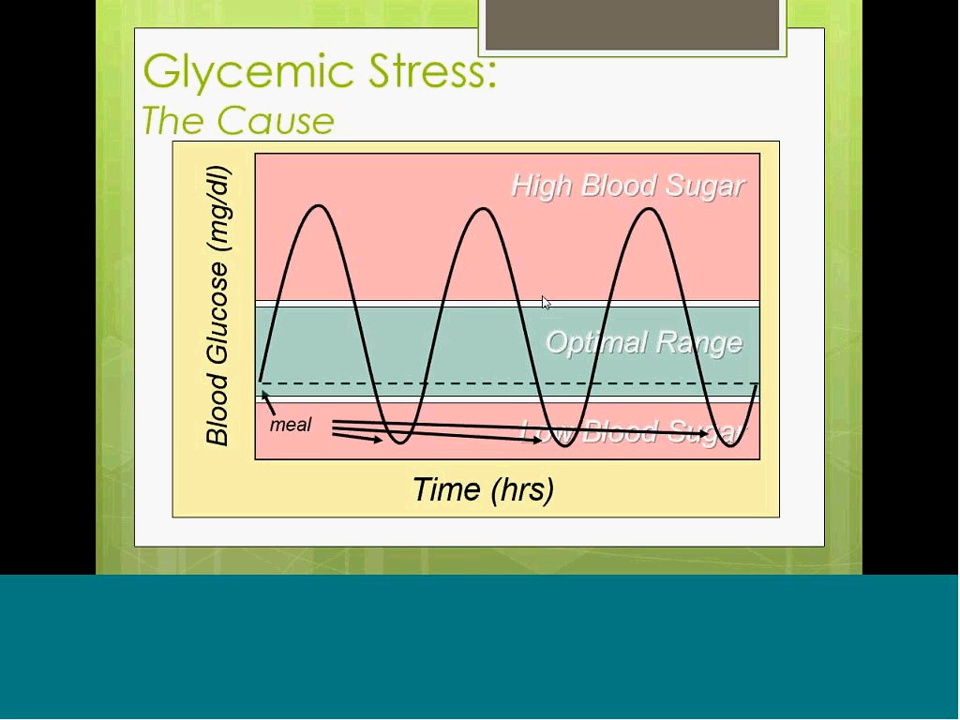 Glycemic Stress:
The Cause
Blood Glucose (mg/dl)
High Blood Sugar
Optimal Range
meal
Low Blood Sugar
Time (hrs)